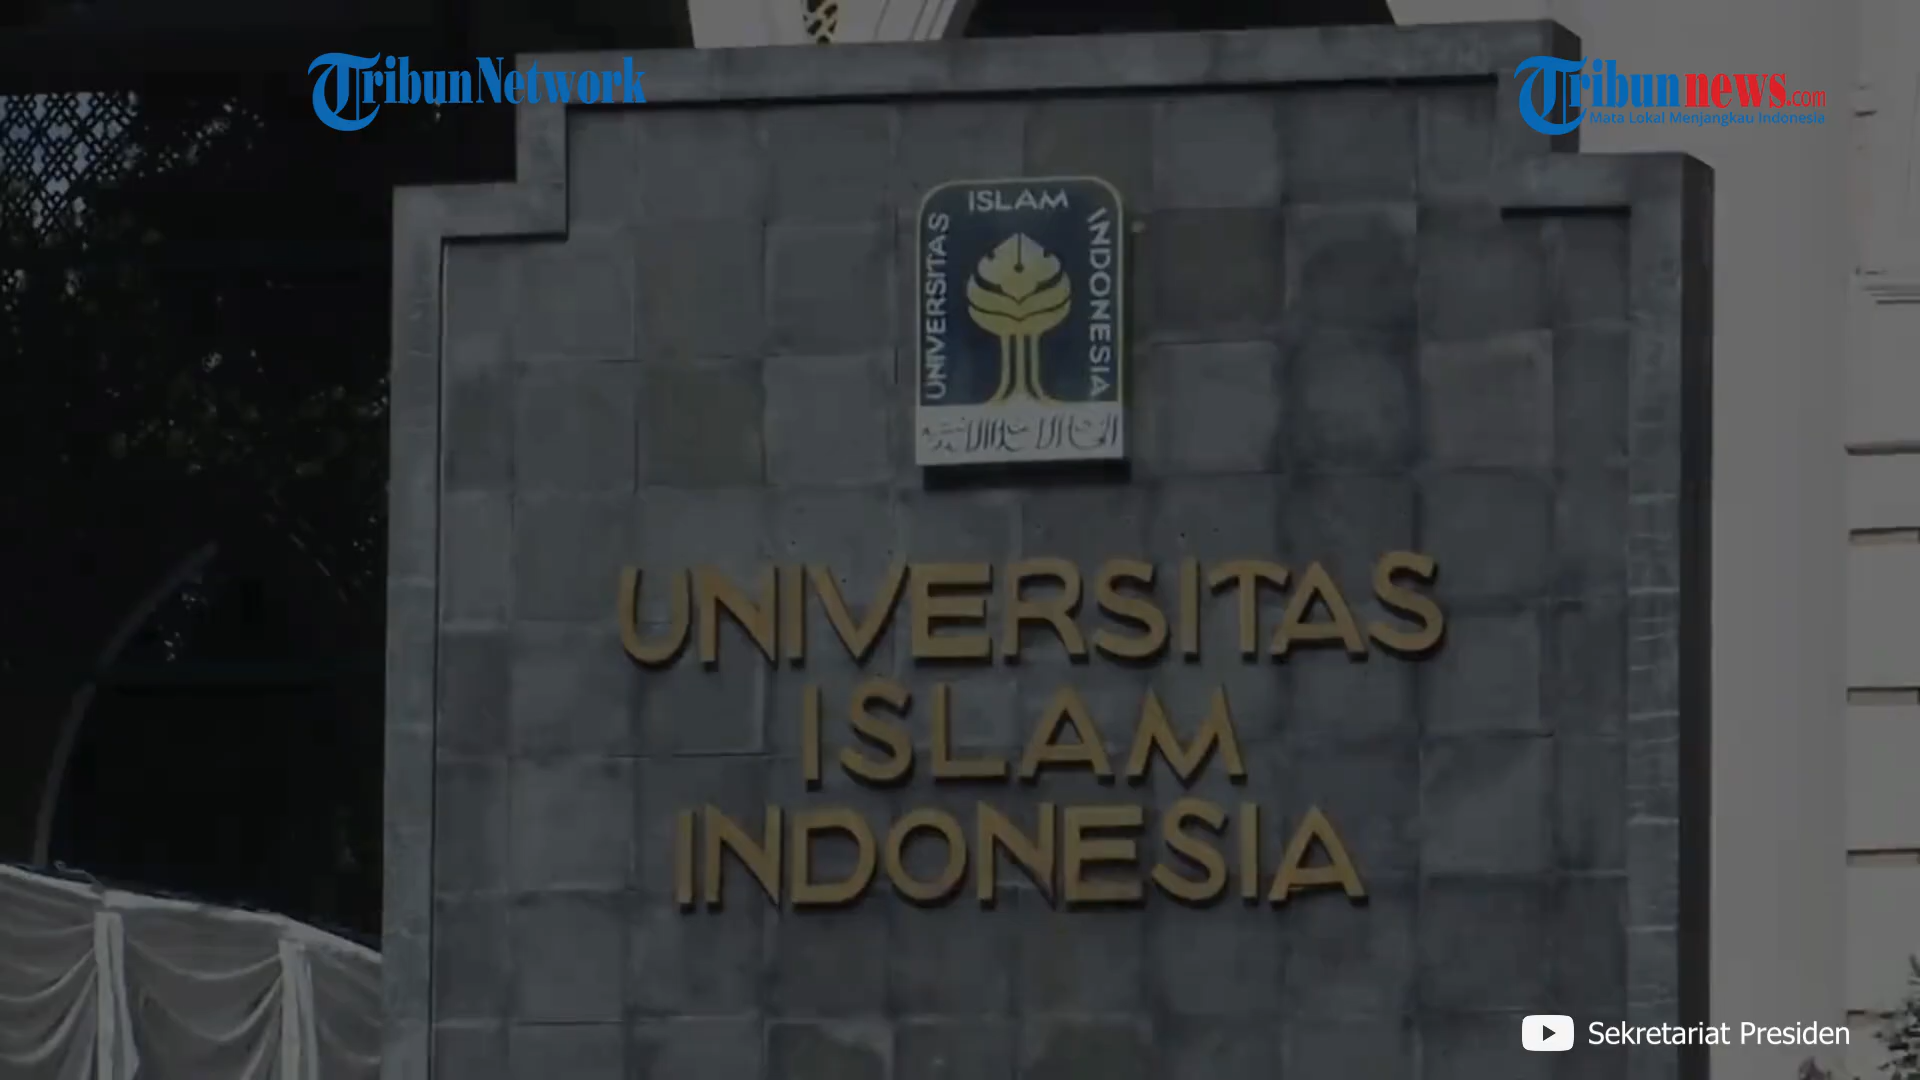 TribunNetwork
Tribunnews.com
Mata Lokal Menjangkau Indonesia
ISLAM
UNIVERSITAS
INDONESIA
UNIVERSITAS
ISLAM
INDONESIA
Sekretariat Presiden